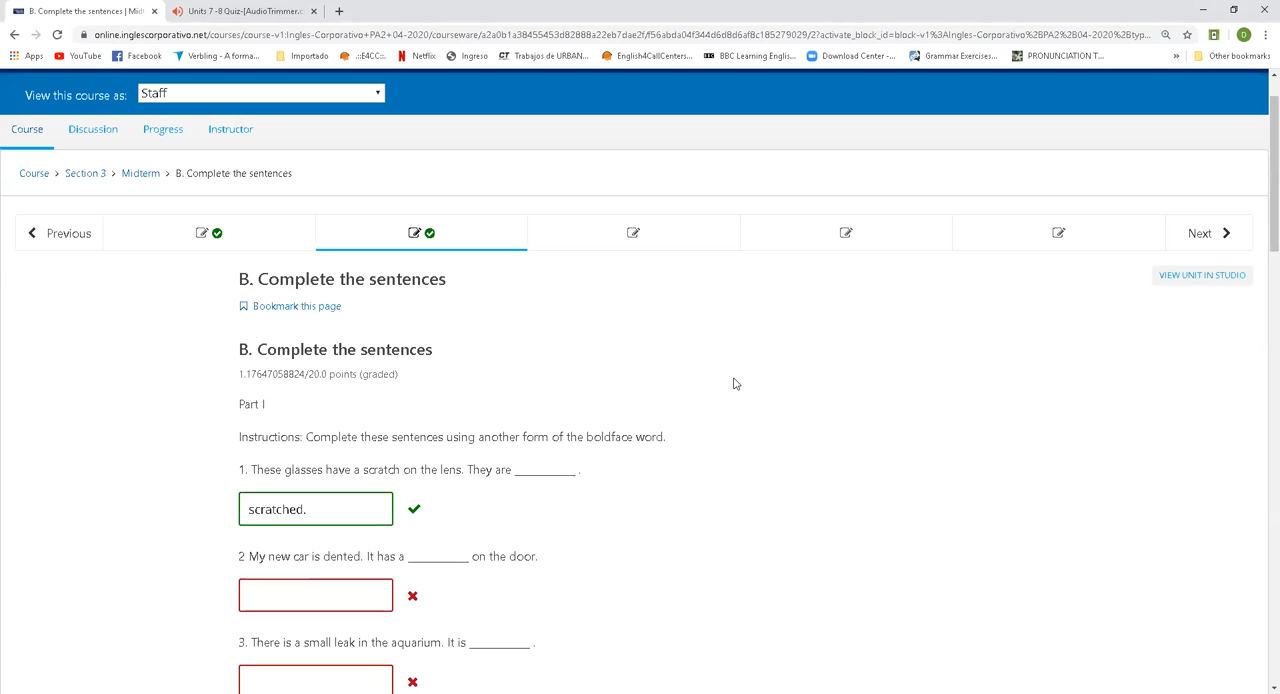 B. Complete the sentences | Mid
Units 7 -8 Quiz-[AudioTrimmer.c
online.inglescorporativo.net/courses/course-v1:Ingles-Corporativo+PA2+04-2020/courseware/a2a0b1a38455453d82888a22eb7dae2f/f56abda04f344d6d8d6af8c185279029/2?activate_block_id=block-v1%3AIngles-Corporativo%2BPA2%2B04-2020%2Btyp...
D
Apps YouTube Facebook Verbling - A forma... Importado .::E4CC::. Netflix Ingreso CT Trabajos de URBAN... English4CallCenters... BBC Learning Englis... Download Center -... Grammar Exercises... PRONUNCIATION T... » Other bookmarks
View this course as: Staff
Course Discussion Progress Instructor
Course > Section 3 > Midterm > B. Complete the sentences
Previous Next
B. Complete the sentences
VIEW UNIT IN STUDIO
Bookmark this page
B. Complete the sentences
1.17647058824/20.0 points (graded)
Part I
Instructions: Complete these sentences using another form of the boldface word.
1. These glasses have a scratch on the lens. They are __________ .
scratched.
2 My new car is dented. It has a __________ on the door.
3. There is a small leak in the aquarium. It is __________ .